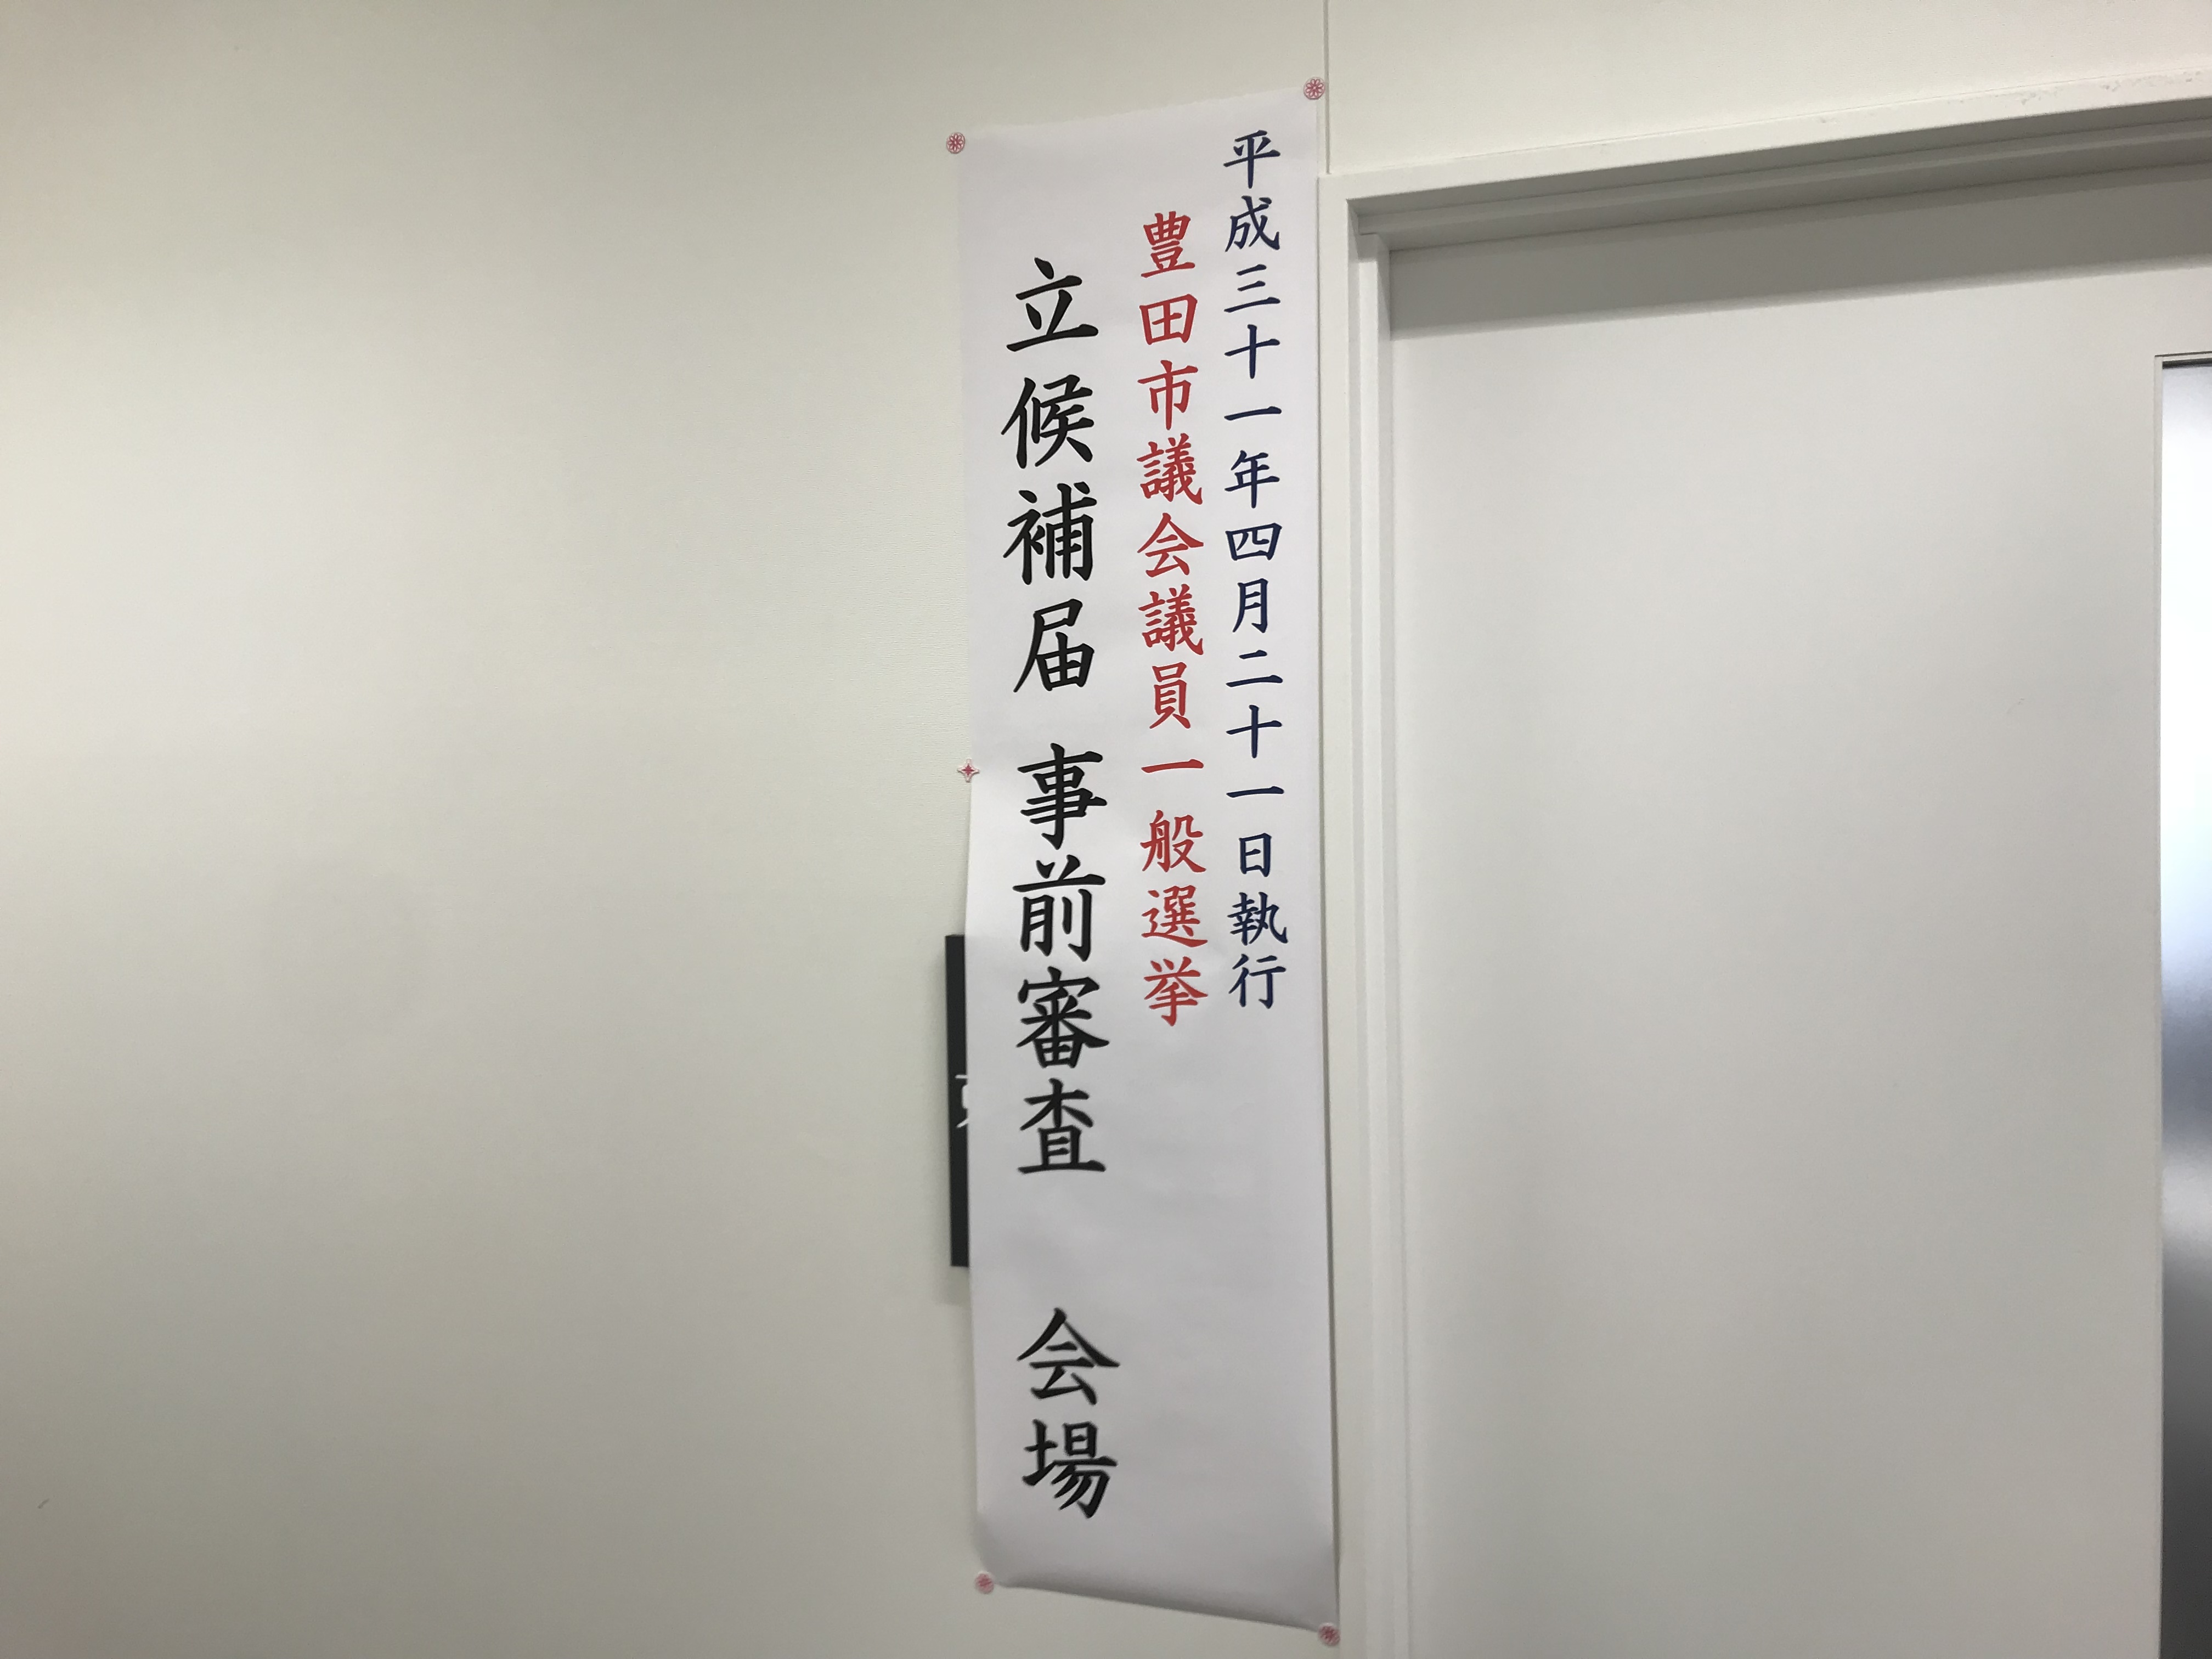 平成三十一年四月二十一日執行
豊田市議会議員一般選挙
立候補届 事前審査 会場